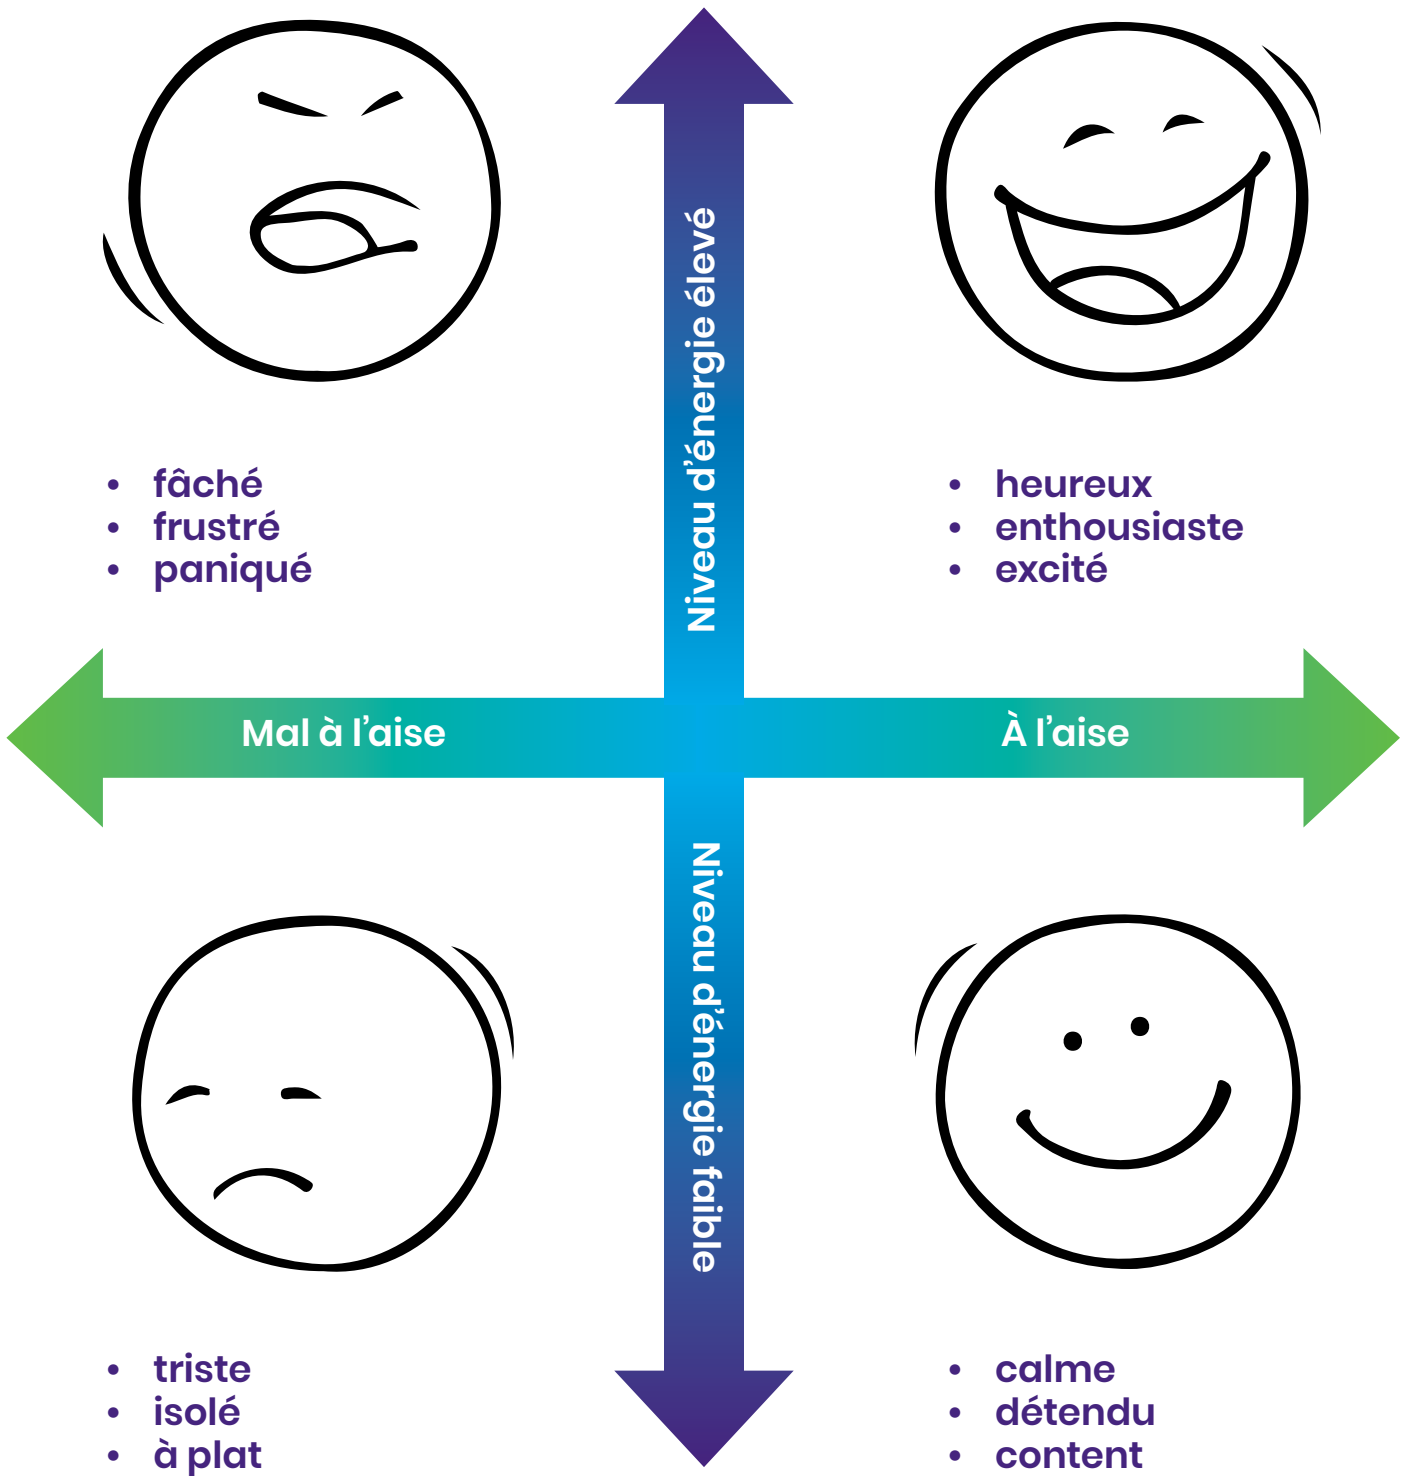 Niveau d'énergie élevé
• fâché
• frustré
• paniqué
• heureux
• enthousiaste
• excité
Mal à l'aise
À l'aise
Niveau d'énergie faible
• triste
• isolé
• à plat
• calme
• détendu
• content